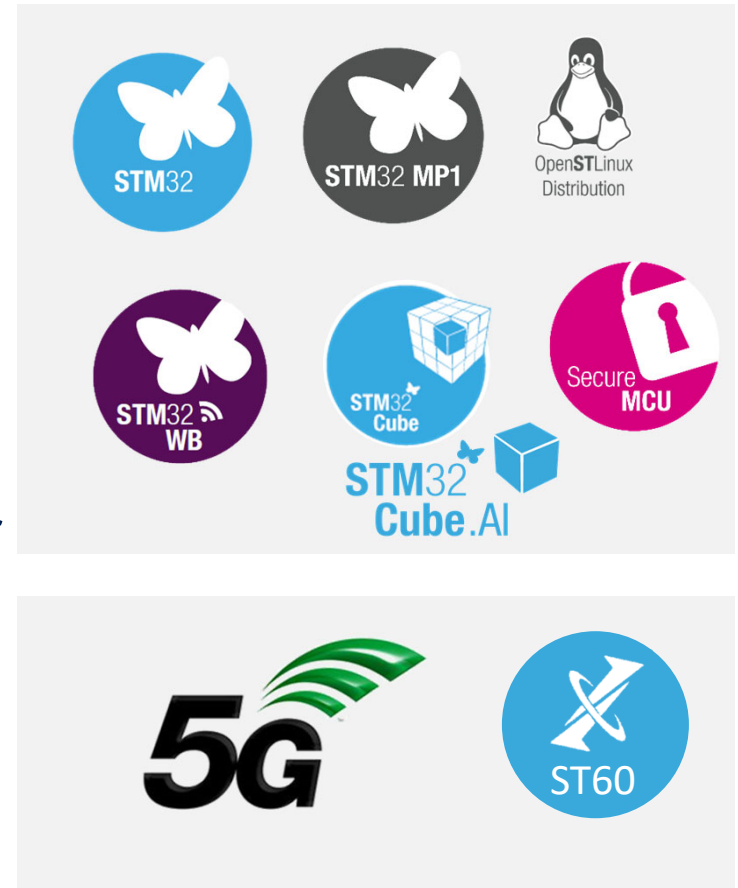 STM32
STM32 MP1
OpenSTLinux
Distribution
STM32
WB
STM32
Cube
Secure
MCU
STM32
Cube.AI
5G
ST60